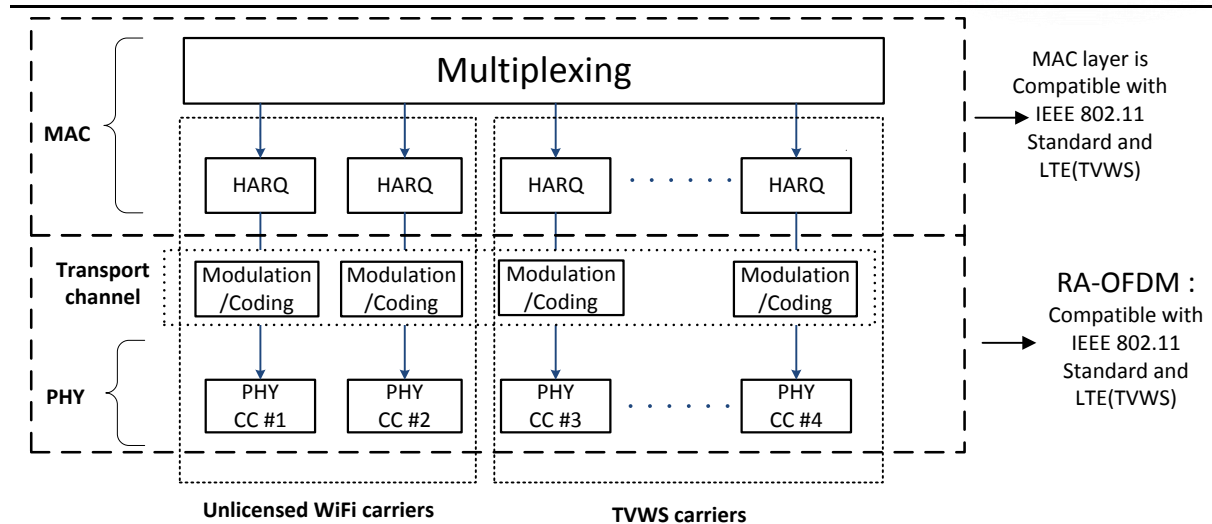 Multiplexing
MAC
HARQ
HARQ
HARQ
HARQ
MAC layer is
Compatible with
IEEE 802.11
Standard and
LTE(TVWS)
Transport
channel
Modulation
/Coding
Modulation
/Coding
Modulation
/Coding
Modulation
/Coding
RA-OFDM :
Compatible with
IEEE 802.11
Standard and
LTE(TVWS)
PHY
PHY
CC #1
PHY
CC #2
PHY
CC #3
PHY
CC #4
Unlicensed WiFi carriers
TVWS carriers